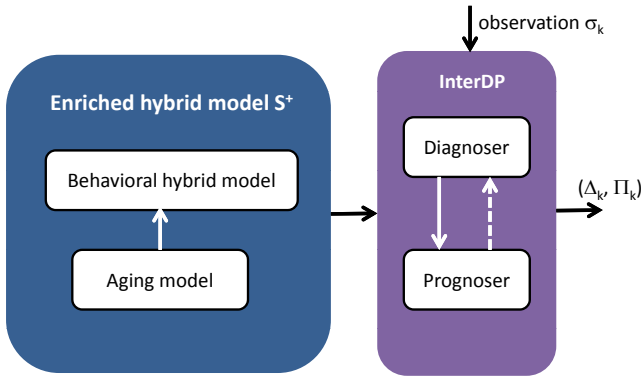 observation σk
Enriched hybrid model S+
InterDP
Behavioral hybrid model
Diagnoser
(Δk, Πk)
Aging model
Prognoser